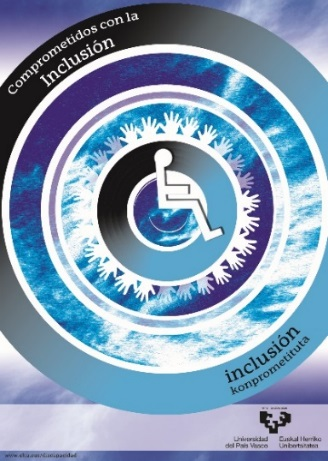 Comprometidos con la
Inclusión
inclusión
konprometituta
Universidad
del País Vasco
Euskal Herriko
Unibertsitatea